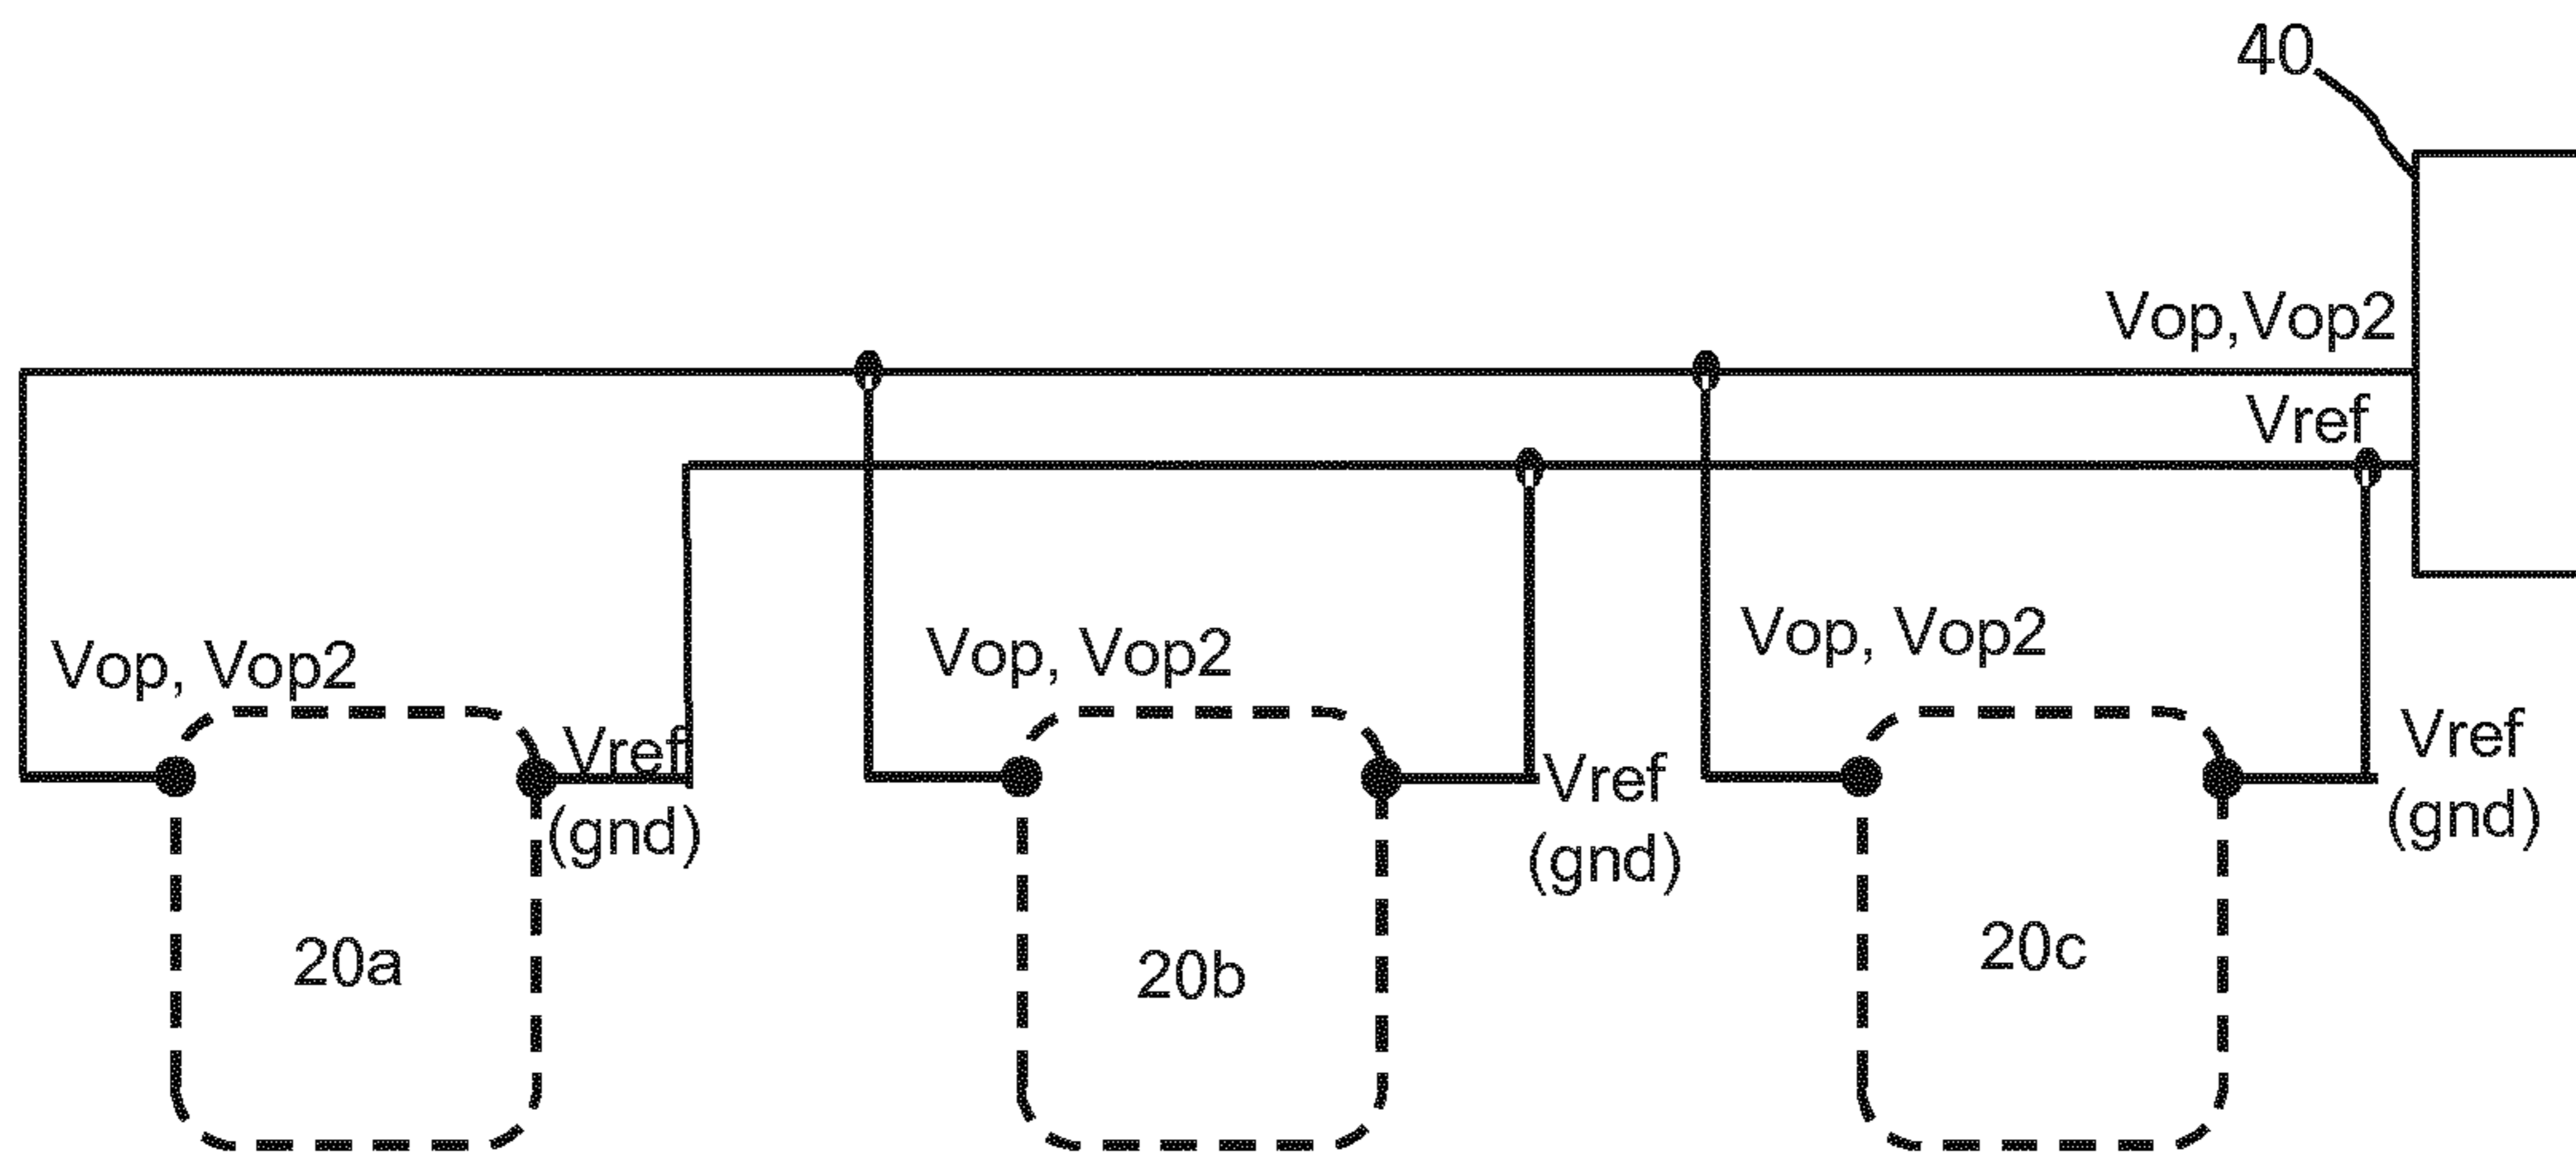 40
Vop,Vop2
Vref
Vop, Vop2
Vop, Vop2
Vop, Vop2
Vref
(gnd)
Vref
(gnd)
Vref
(gnd)
20a
20b
20c